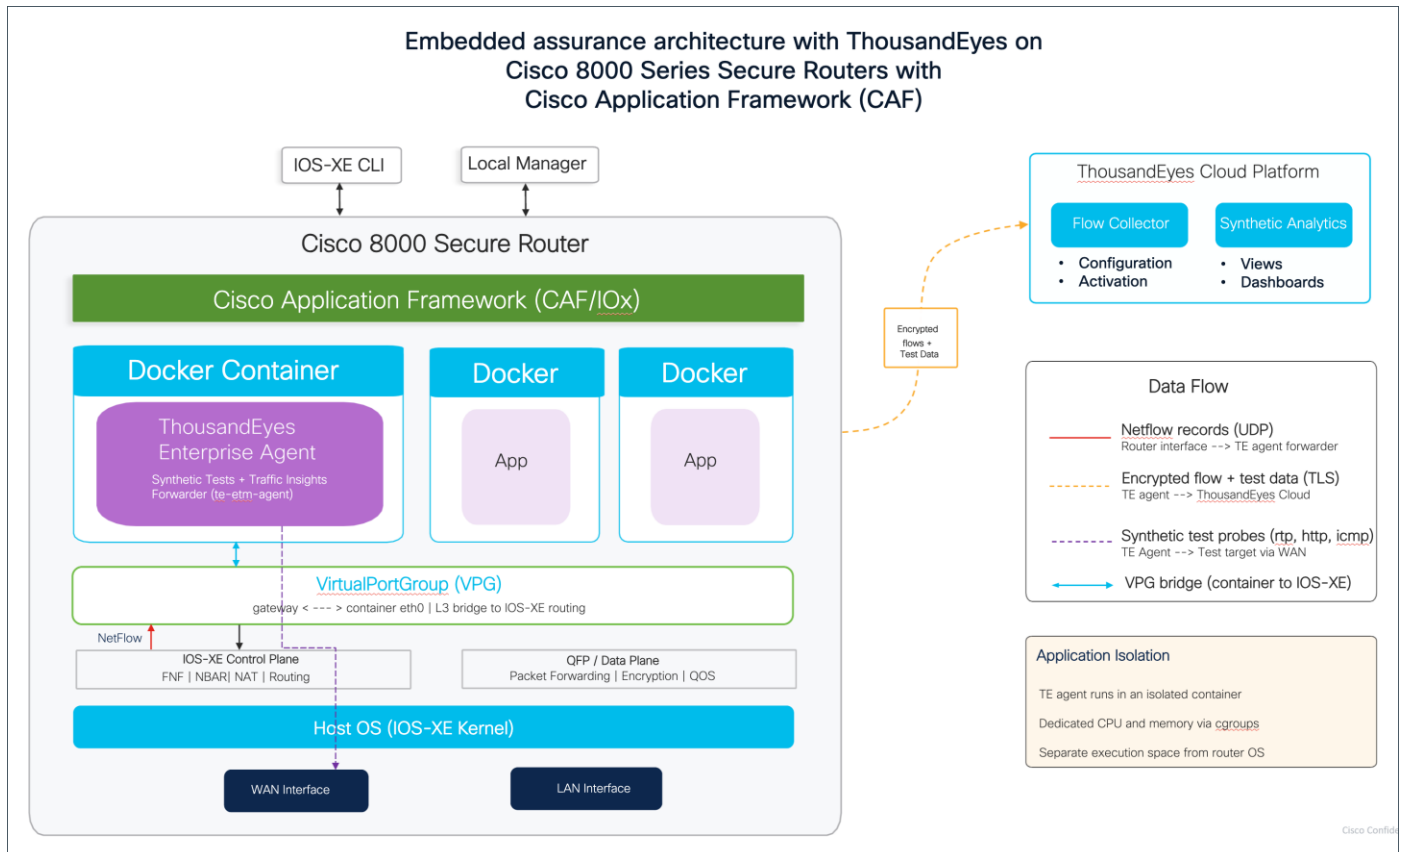 Embedded assurance architecture with ThousandEyes on
Cisco 8000 Series Secure Routers with
Cisco Application Framework (CAF)
IOS-XE CLI
Local Manager
Cisco 8000 Secure Router
Cisco Application Framework (CAF/IOx)
Docker Container
ThousandEyes
Enterprise Agent
Synthetic Tests + Traffic Insights
Forwarder (te-etm-agent)
Docker
App
Docker
App
VirtualPortGroup (VPG)
gateway < --- > container eth0 | L3 bridge to IOS-XE routing
NetFlow
IOS-XE Control Plane
FNF | NBAR| NAT | Routing
QFP / Data Plane
Packet Forwarding | Encryption | QOS
Host OS (IOS-XE Kernel)
WAN Interface
LAN Interface
Encrypted
flows +
Test Data
ThousandEyes Cloud Platform
Flow Collector
• Configuration
• Activation
Synthetic Analytics
• Views
• Dashboards
Data Flow
Netflow records (UDP)
Router interface --> TE agent forwarder
Encrypted flow + test data (TLS)
TE agent --> ThousandEyes Cloud
Synthetic test probes (rtp, http, icmp)
TE Agent --> Test target via WAN
VPG bridge (container to IOS-XE)
Application Isolation
TE agent runs in an isolated container
Dedicated CPU and memory via cgroups
Separate execution space from router OS
Cisco Confide